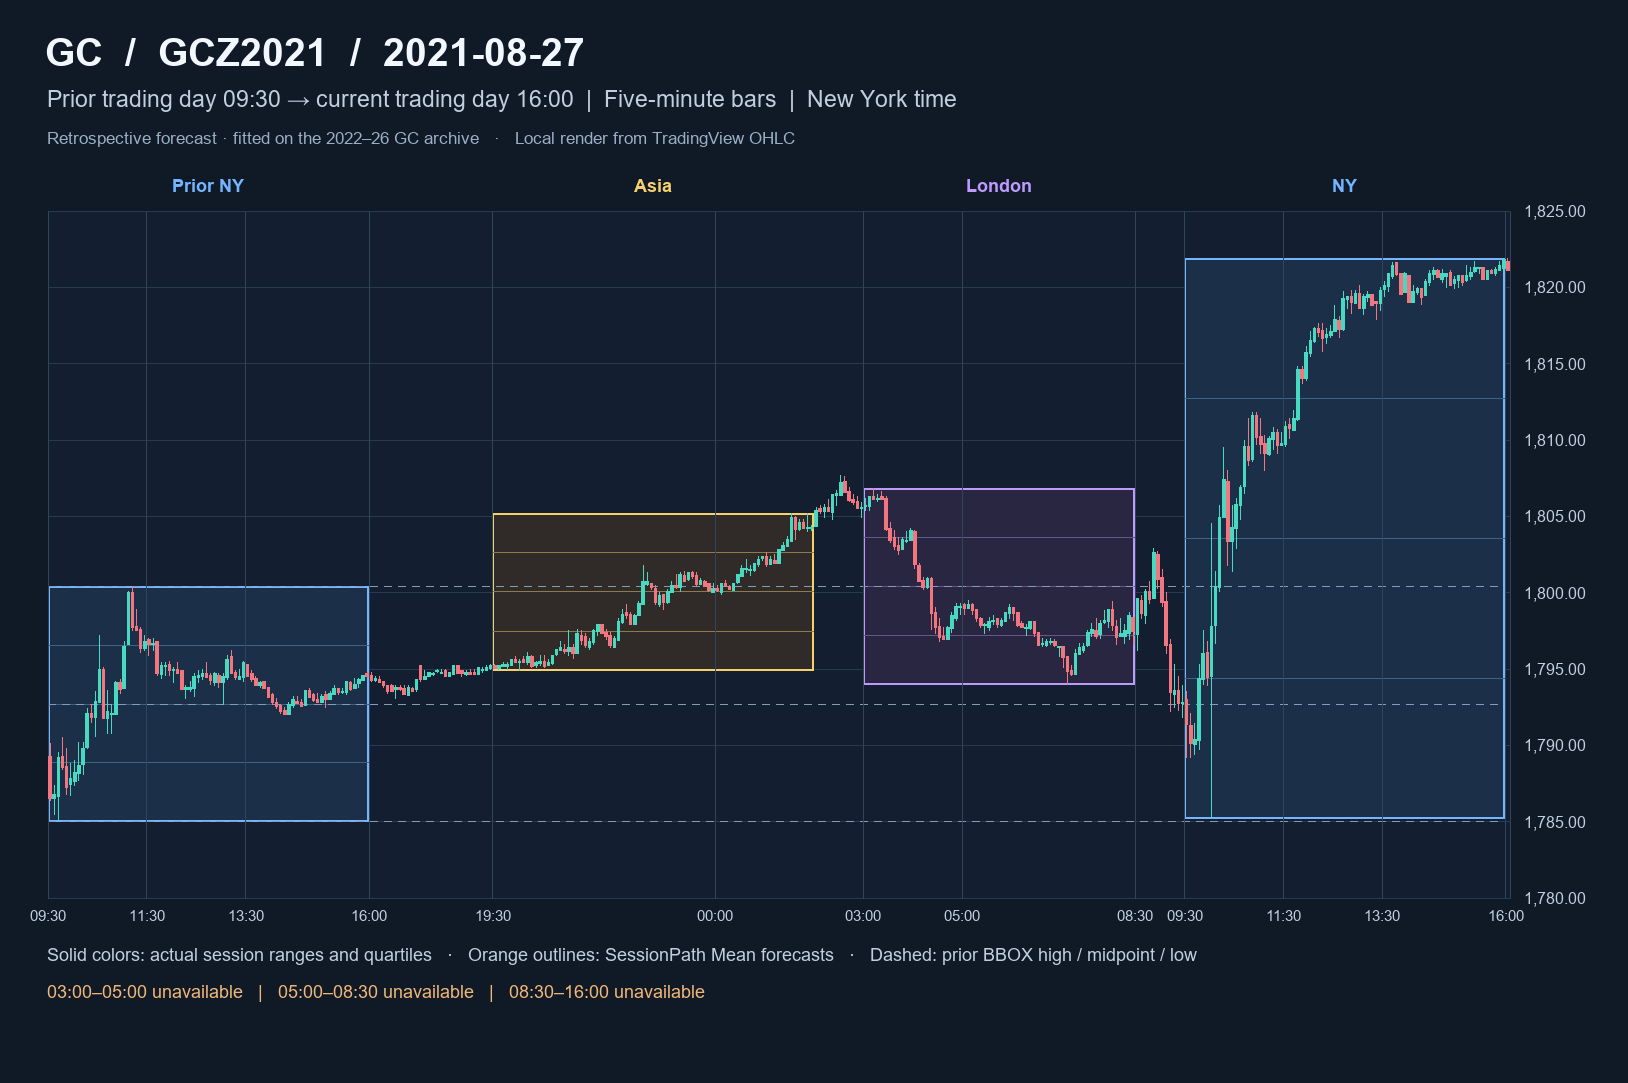 GC / GCZ2021 / 2021-08-27
Prior trading day 09:30 → current trading day 16:00 | Five-minute bars | New York time
Retrospective forecast · fitted on the 2022–26 GC archive · Local render from TradingView OHLC
Prior NY
Asia
London
NY
1,825.00
1,820.00
1,815.00
1,810.00
1,805.00
1,800.00
1,795.00
1,790.00
1,785.00
1,780.00
09:30 11:30 13:30 16:00 19:30 00:00 03:00 05:00 08:30 09:30 11:30 13:30 16:00
Solid colors: actual session ranges and quartiles · Orange outlines: SessionPath Mean forecasts · Dashed: prior BBOX high / midpoint / low
03:00–05:00 unavailable | 05:00–08:30 unavailable | 08:30–16:00 unavailable